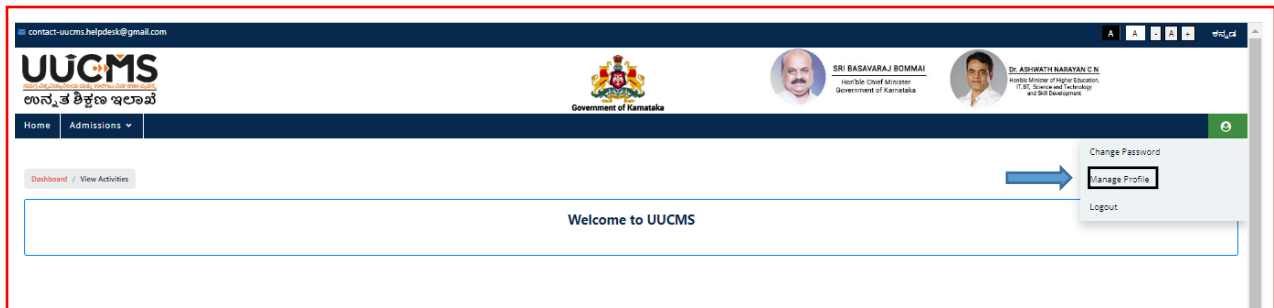 contact-uucms.helpdesk@gmail.com
A A - A + ಕನ್ನಡ
UUCMS
ಉನ್ನತ ಶಿಕ್ಷಣ ಇಲಾಖೆ
Government of Karnataka
SRI BASAVARAJ BOMMAI
Hon'ble Chief Minister
Government of Karnataka
Dr. ASHWATH NARAYAN C N
Hon'ble Minister of Higher Education,
IT, BT, Science and Technology
and Skill Development
Home Admissions
Change Password
Manage Profile
Logout
Dashboard / View Activities
Welcome to UUCMS